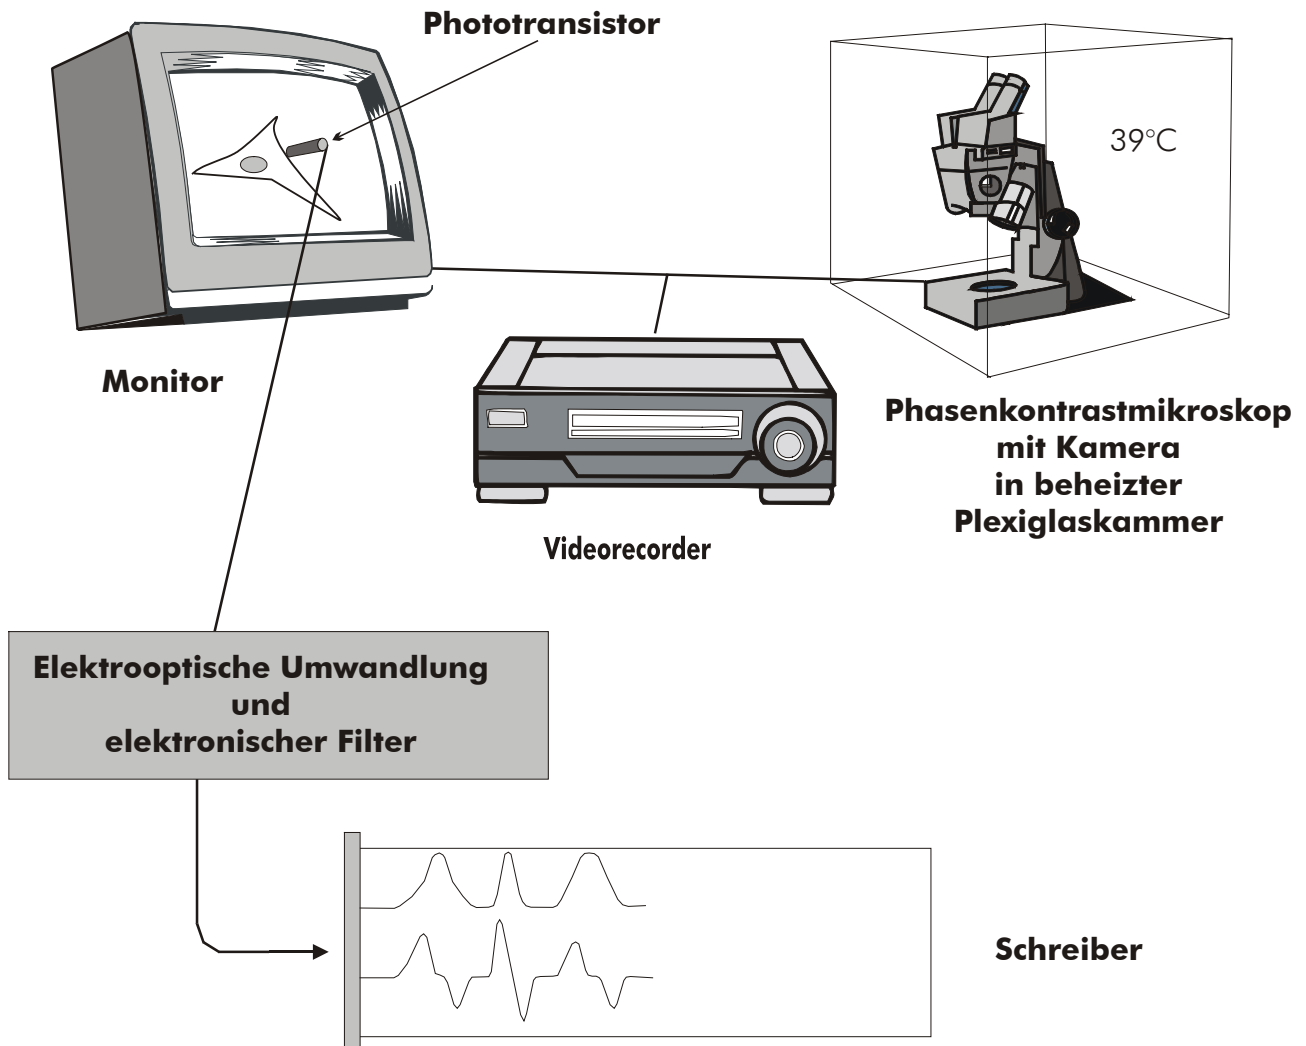 Phototransistor
39°C
Monitor
Phasenkontrastmikroskop
mit Kamera
in beheizter
Plexiglaskammer
Videorecorder
Elektrooptische Umwandlung
und
elektronischer Filter
Schreiber